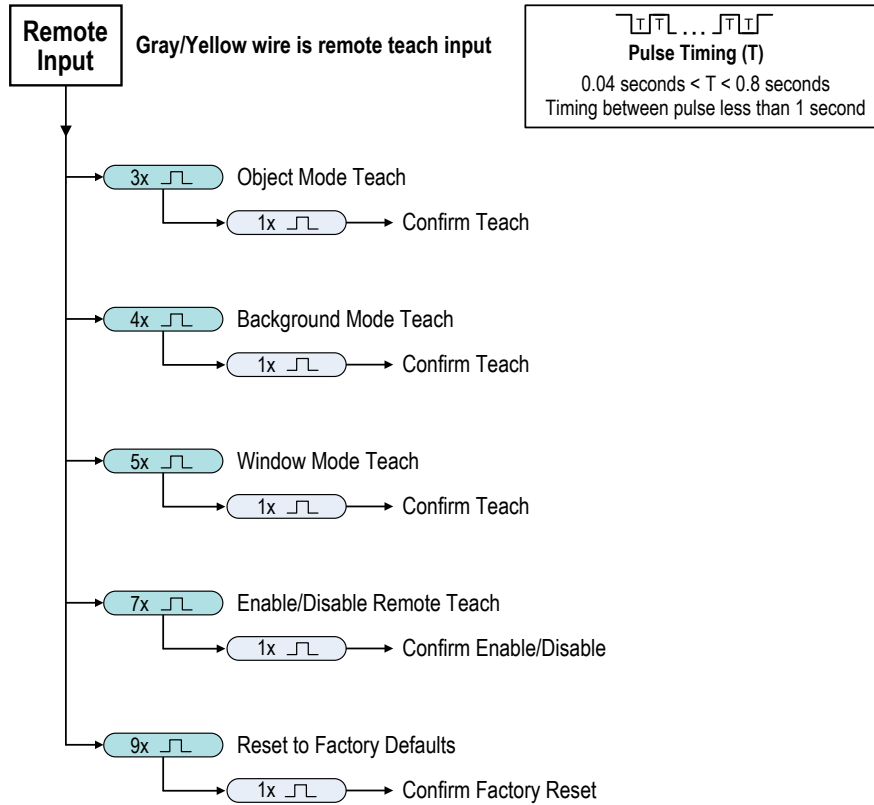 Remote
Input
Gray/Yellow wire is remote teach input
T T ... T T
Pulse Timing (T)
0.04 seconds < T < 0.8 seconds
Timing between pulse less than 1 second
3x Object Mode Teach
1x Confirm Teach
4x Background Mode Teach
1x Confirm Teach
5x Window Mode Teach
1x Confirm Teach
7x Enable/Disable Remote Teach
1x Confirm Enable/Disable
9x Reset to Factory Defaults
1x Confirm Factory Reset